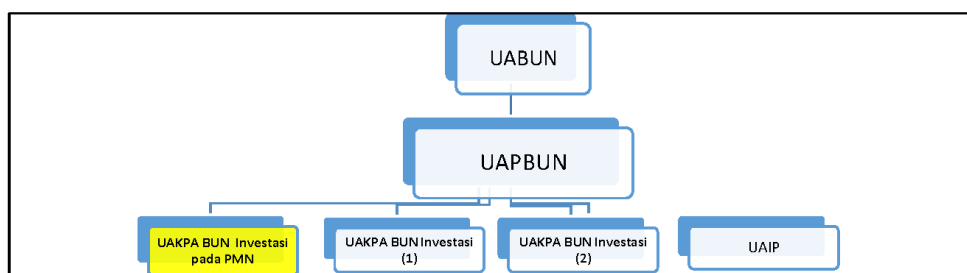 UABUN
UAPBUN
UAKPA BUN Investasi
pada PMN
UAKPA BUN Investasi
(1)
UAKPA BUN Investasi
(2)
UAIP